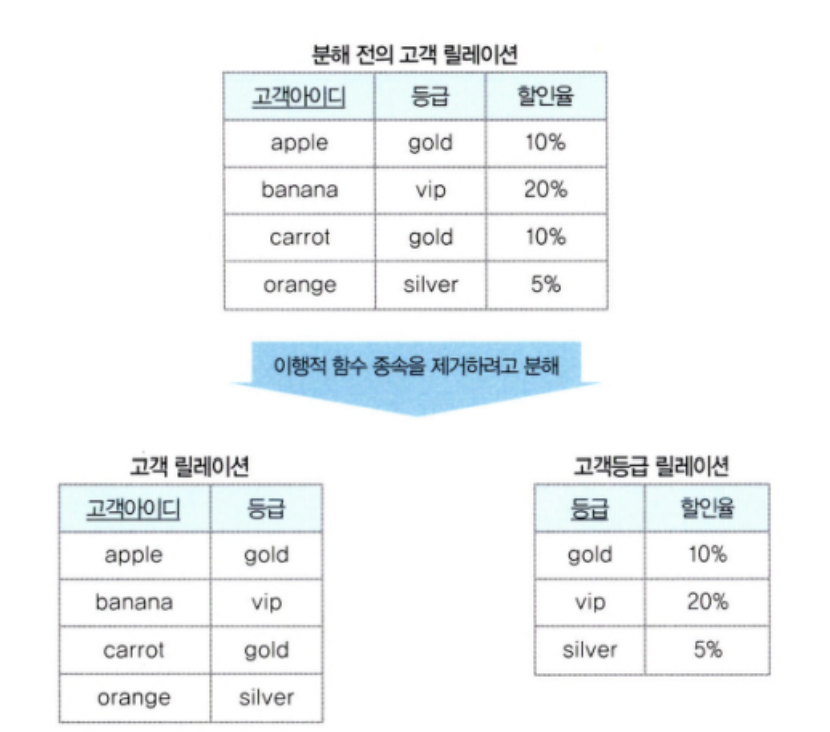 분해 전의 고객 릴레이션
고객아이디 등급 할인율
apple gold 10%
banana vip 20%
carrot gold 10%
orange silver 5%
이행적 함수 종속을 제거하려고 분해
고객 릴레이션
고객아이디 등급
apple gold
banana vip
carrot gold
orange silver
고객등급 릴레이션
등급 할인율
gold 10%
vip 20%
silver 5%